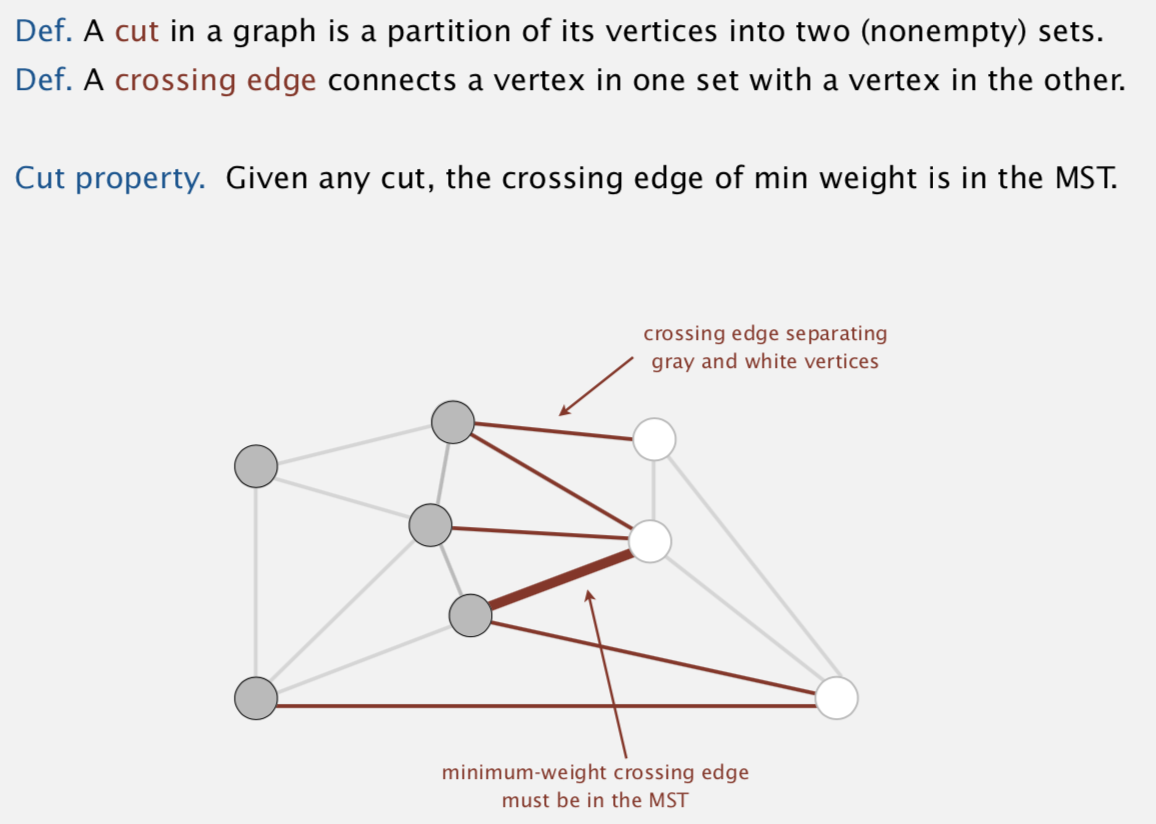 Def. A cut in a graph is a partition of its vertices into two (nonempty) sets.
Def. A crossing edge connects a vertex in one set with a vertex in the other.
Cut property. Given any cut, the crossing edge of min weight is in the MST.
crossing edge separating
gray and white vertices
minimum-weight crossing edge
must be in the MST